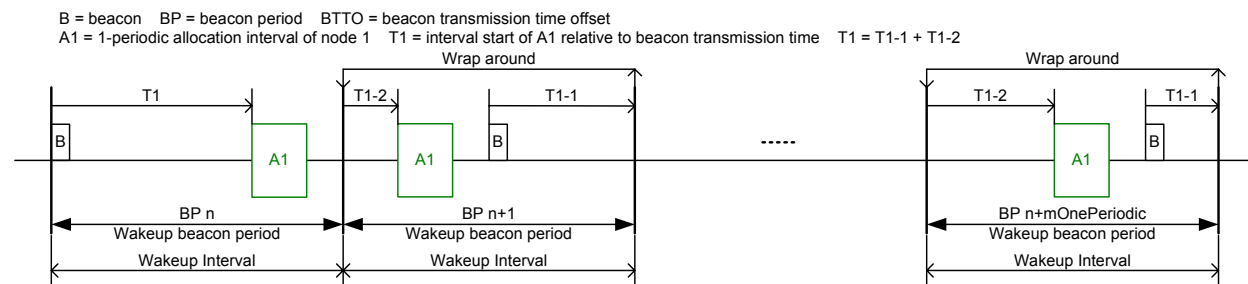 B = beacon BP = beacon period BTTO = beacon transmission time offset
A1 = 1-periodic allocation interval of node 1 T1 = interval start of A1 relative to beacon transmission time T1 = T1-1 + T1-2
Wrap around Wrap around
T1 T1-2 T1-1 T1-2 T1-1
B A1 A1 B ..... A1 B
BP n BP n+1 BP n+mOnePeriodic
Wakeup beacon period Wakeup beacon period Wakeup beacon period
Wakeup Interval Wakeup Interval Wakeup Interval